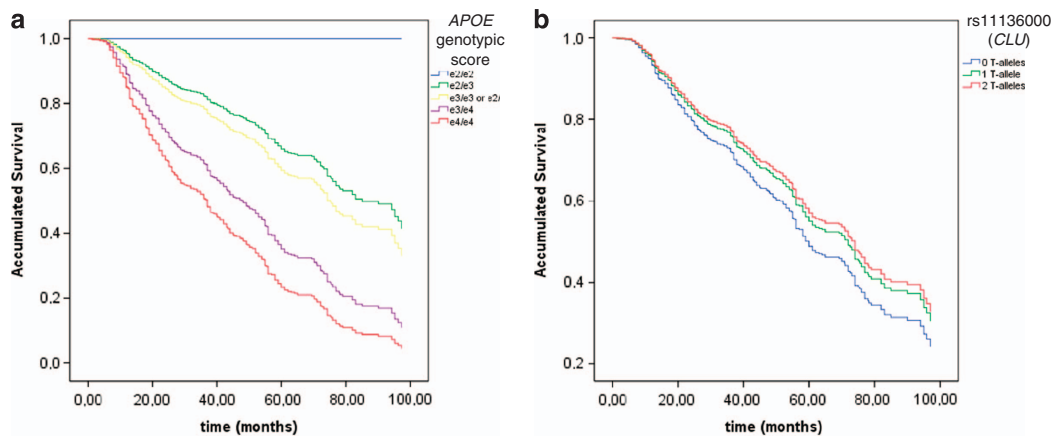 a
APOE
genotypic
score
e2/e2
e2/e3
e3/e3 or e2/
e3/e4
e4/e4
Accumulated Survival
1.0
0.8
0.6
0.4
0.2
0.0
0,00 20,00 40,00 60,00 80,00 100,00
time (months)
b
rs11136000
(CLU)
0 T-alleles
1 T-allele
2 T-alleles
Accumulated Survival
1.0
0.8
0.6
0.4
0.2
0,00 20,00 40,00 60,00 80,00 100,00
time (months)